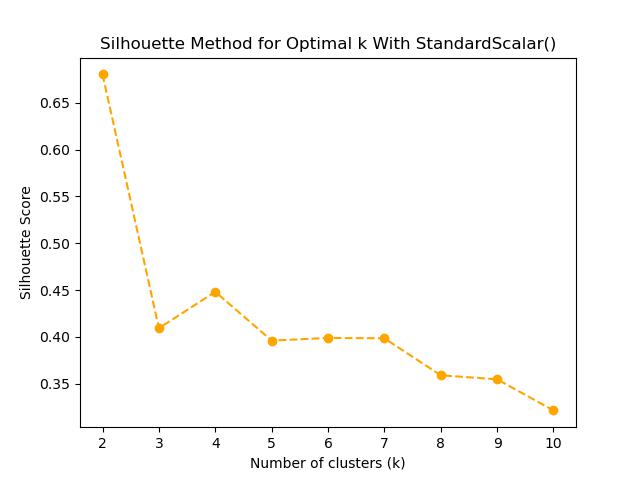 Silhouette Method for Optimal k With StandardScalar()
0.65
0.60
0.55
0.50
0.45
0.40
0.35
Silhouette Score
2 3 4 5 6 7 8 9 10
Number of clusters (k)